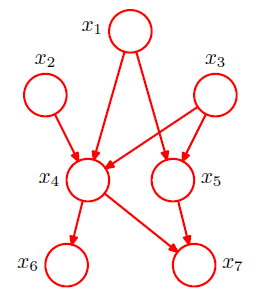 x₁
x₂ x₃
x₄ x₅
x₆ x₇